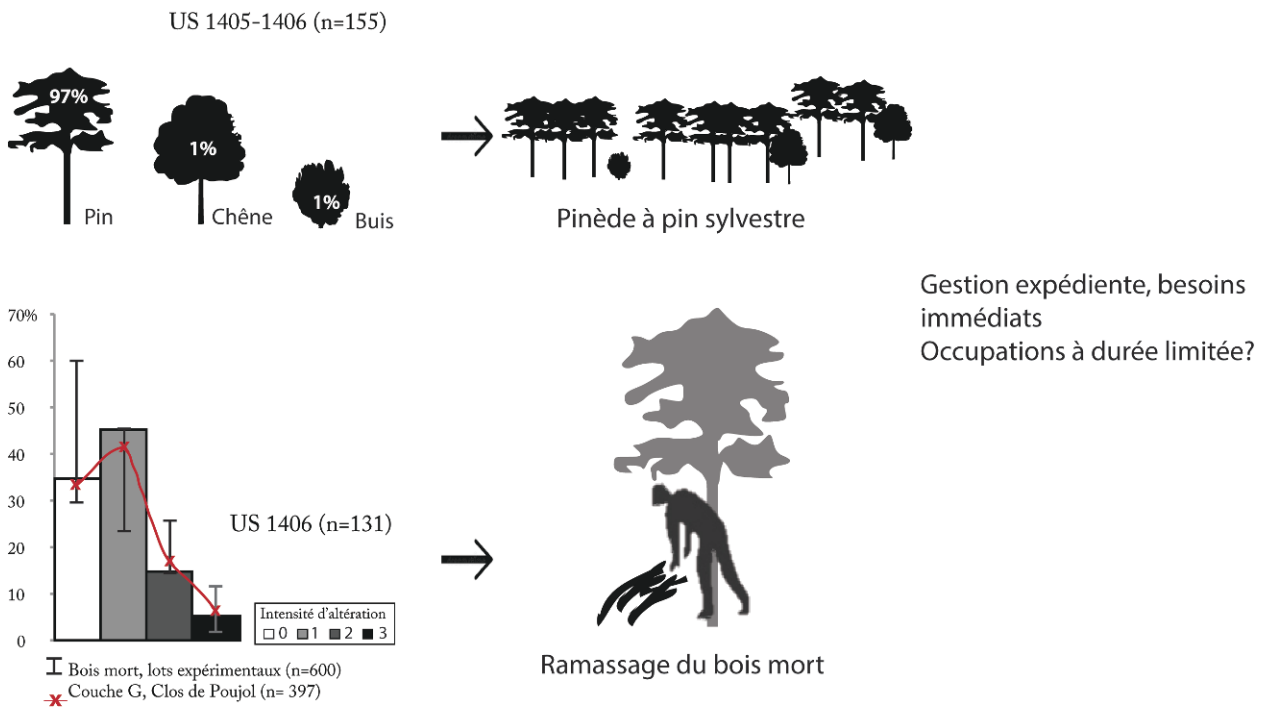 US 1405-1406 (n=155)
97%
1%
1%
Pin
Chêne
Buis
Pinède à pin sylvestre
Gestion expédiente, besoins
immédiats
Occupations à durée limitée?
70%
60
50
40
30
20
10
0
US 1406 (n=131)
Intensité d'altération
0 1 2 3
Bois mort, lots expérimentaux (n=600)
Couche G, Clos de Poujol (n= 397)
Ramassage du bois mort